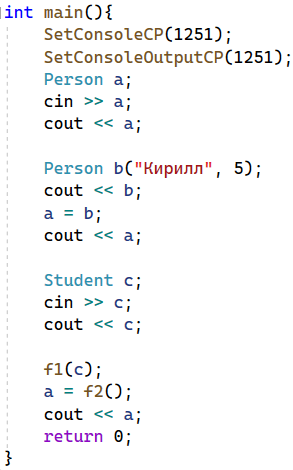 int main(){
SetConsoleCP(1251);
SetConsoleOutputCP(1251);
Person a;
cin >> a;
cout << a;
Person b("Кирилл", 5);
cout << b;
a = b;
cout << a;
Student c;
cin >> c;
cout << c;
f1(c);
a = f2();
cout << a;
return 0;
}